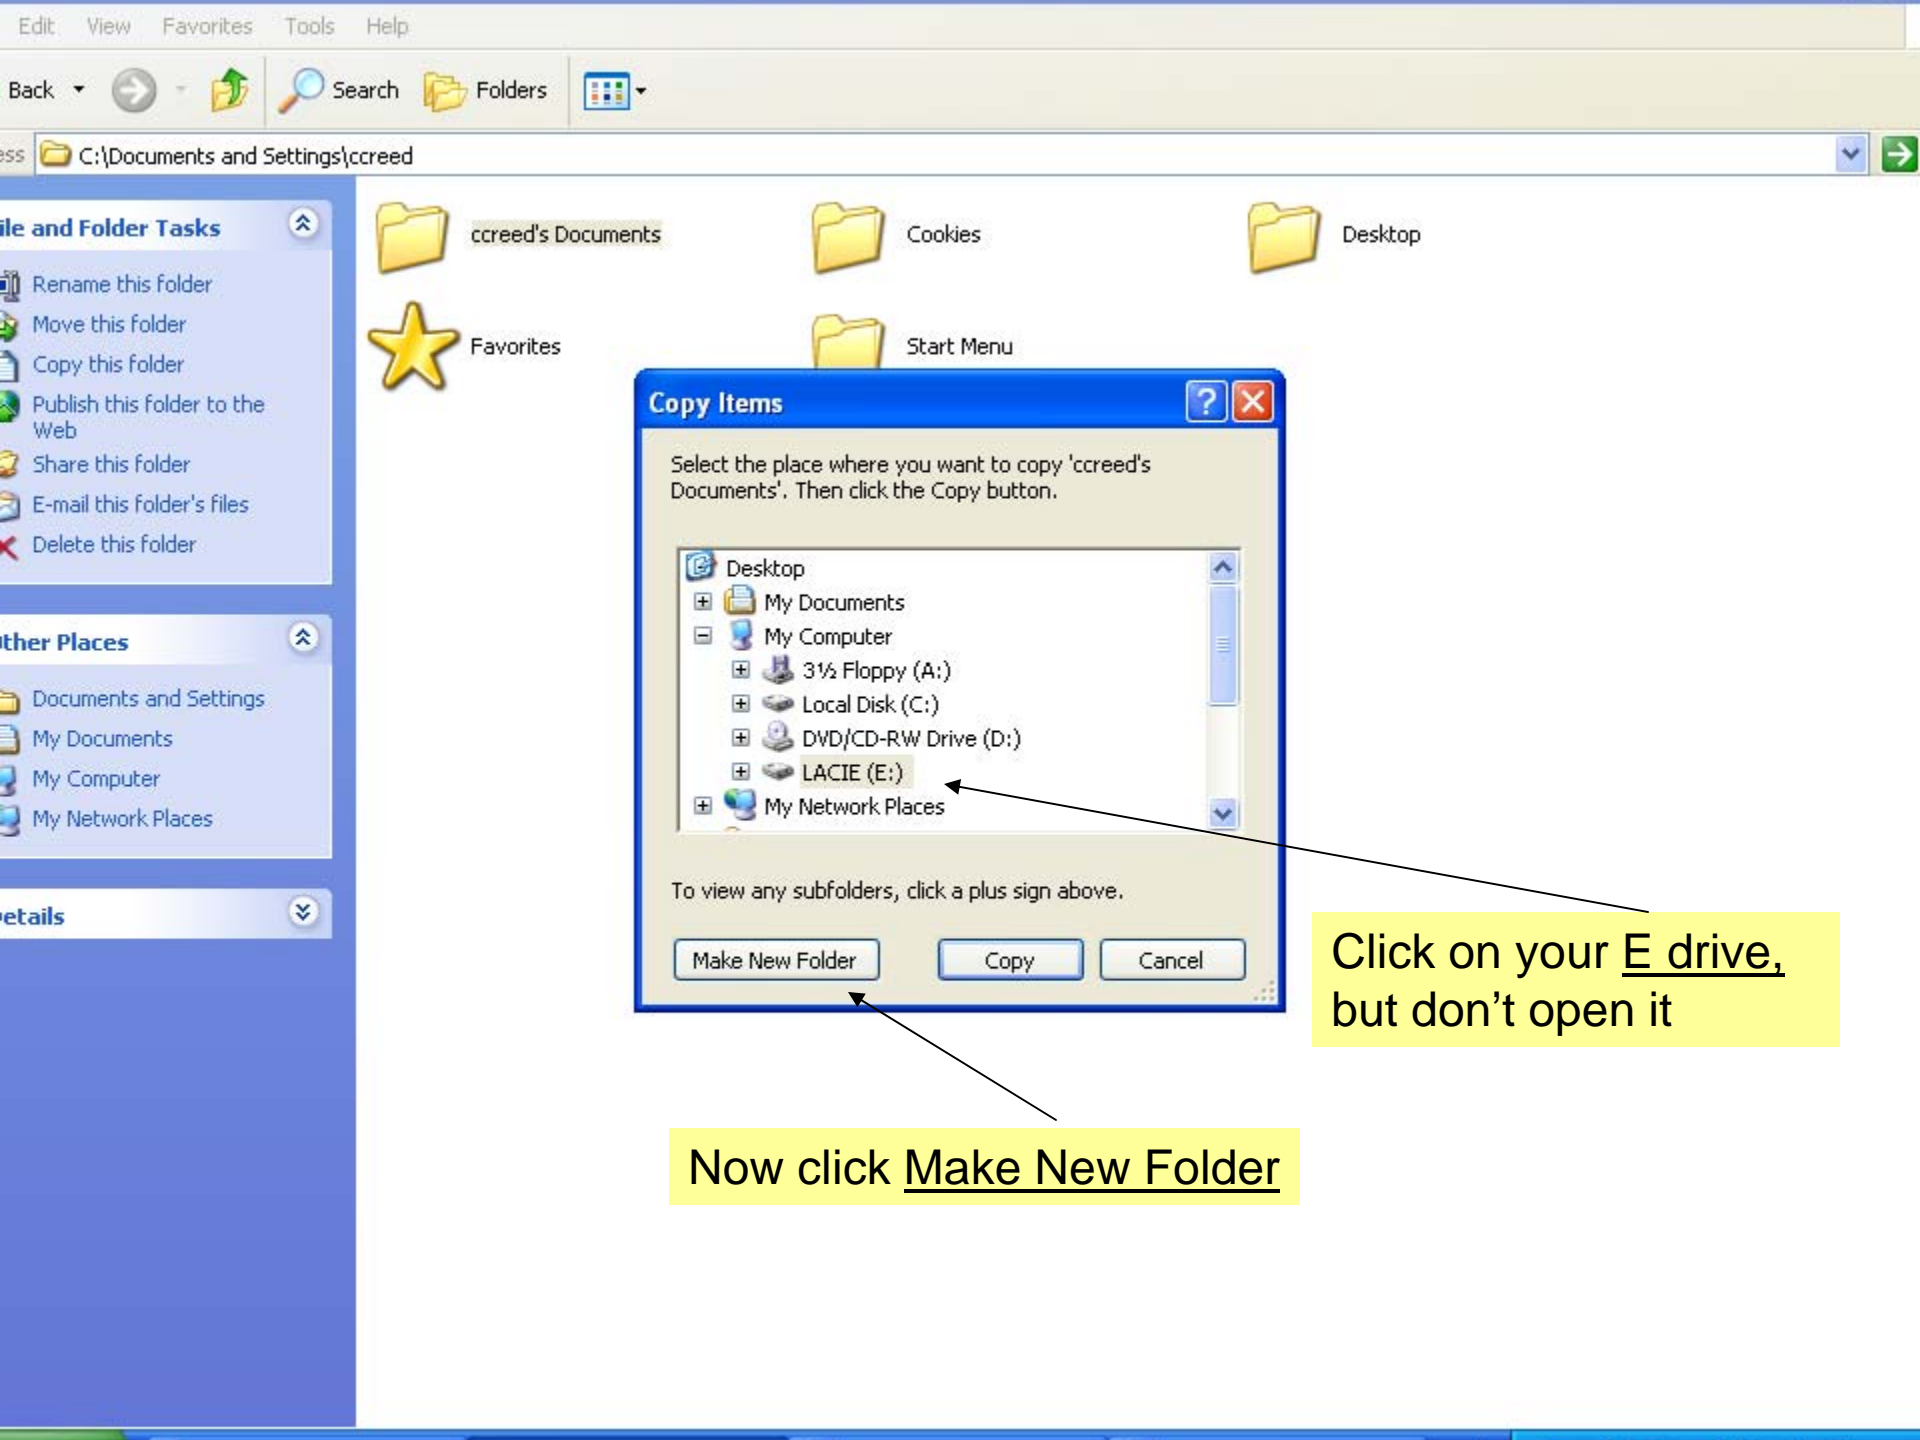 Edit View Favorites Tools Help
Back Search Folders
C:\Documents and Settings\ccreed
and Folder Tasks
Rename this folder
Move this folder
Copy this folder
Publish this folder to the
Web
Share this folder
E-mail this folder's files
Delete this folder
Places
Documents and Settings
My Documents
My Computer
My Network Places
ccreed's Documents
Cookies
Desktop
Favorites
Start Menu
Copy Items
Select the place where you want to copy 'ccreed's
Documents'. Then click the Copy button.
Desktop
My Documents
My Computer
3½ Floppy (A:)
Local Disk (C:)
DVD/CD-RW Drive (D:)
LACIE (E:)
My Network Places
To view any subfolders, click a plus sign above.
Make New Folder Copy Cancel
Click on your E drive,
but don't open it
Now click Make New Folder